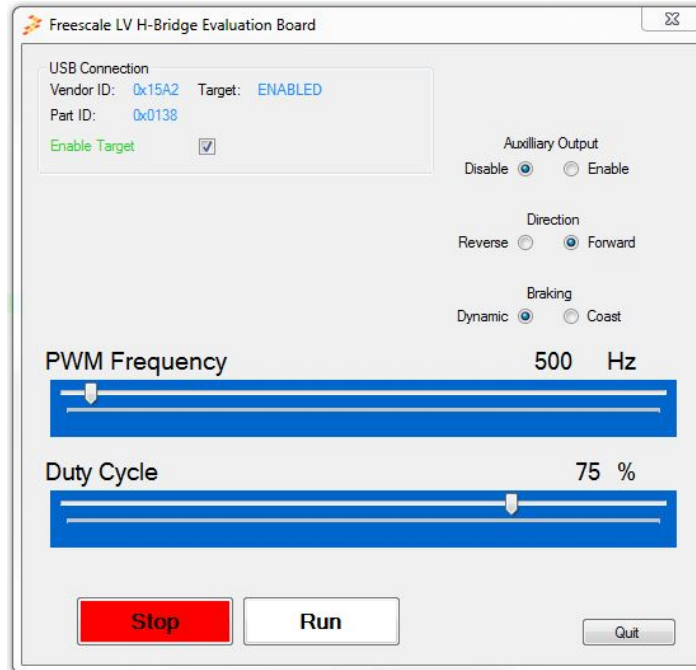 Freescale LV H-Bridge Evaluation Board
USB Connection
Vendor ID: 0x15A2 Target: ENABLED
Part ID: 0x0138
Enable Target
Auxilliary Output
Disable Enable
Direction
Reverse Forward
Braking
Dynamic Coast
PWM Frequency 500 Hz
Duty Cycle 75 %
Stop Run
Quit